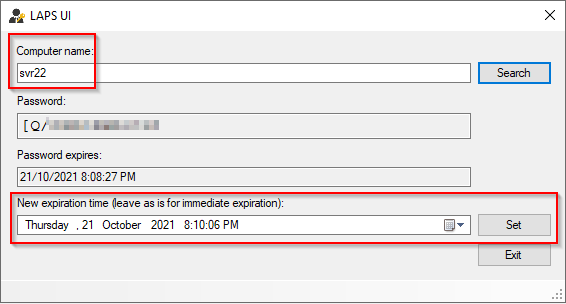 LAPS UI
Computer name:
svr22
Search
Password:
[Q/
Password expires:
21/10/2021 8:08:27 PM
New expiration time (leave as is for immediate expiration):
Thursday , 21 October 2021 8:10:06 PM
Set
Exit